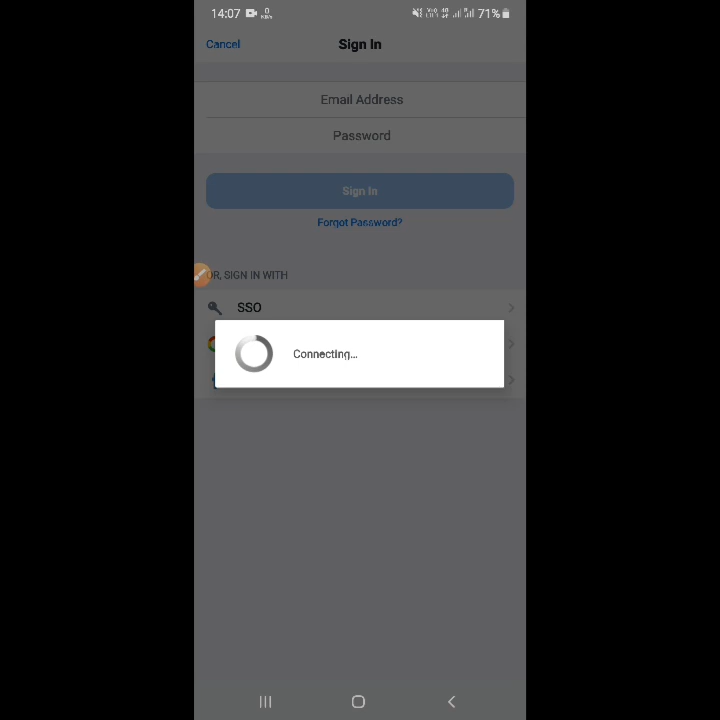 14:07 71%
Cancel Sign In
Email Address
Password
Sign In
Forgot Password?
OR, SIGN IN WITH
SSO
Connecting...